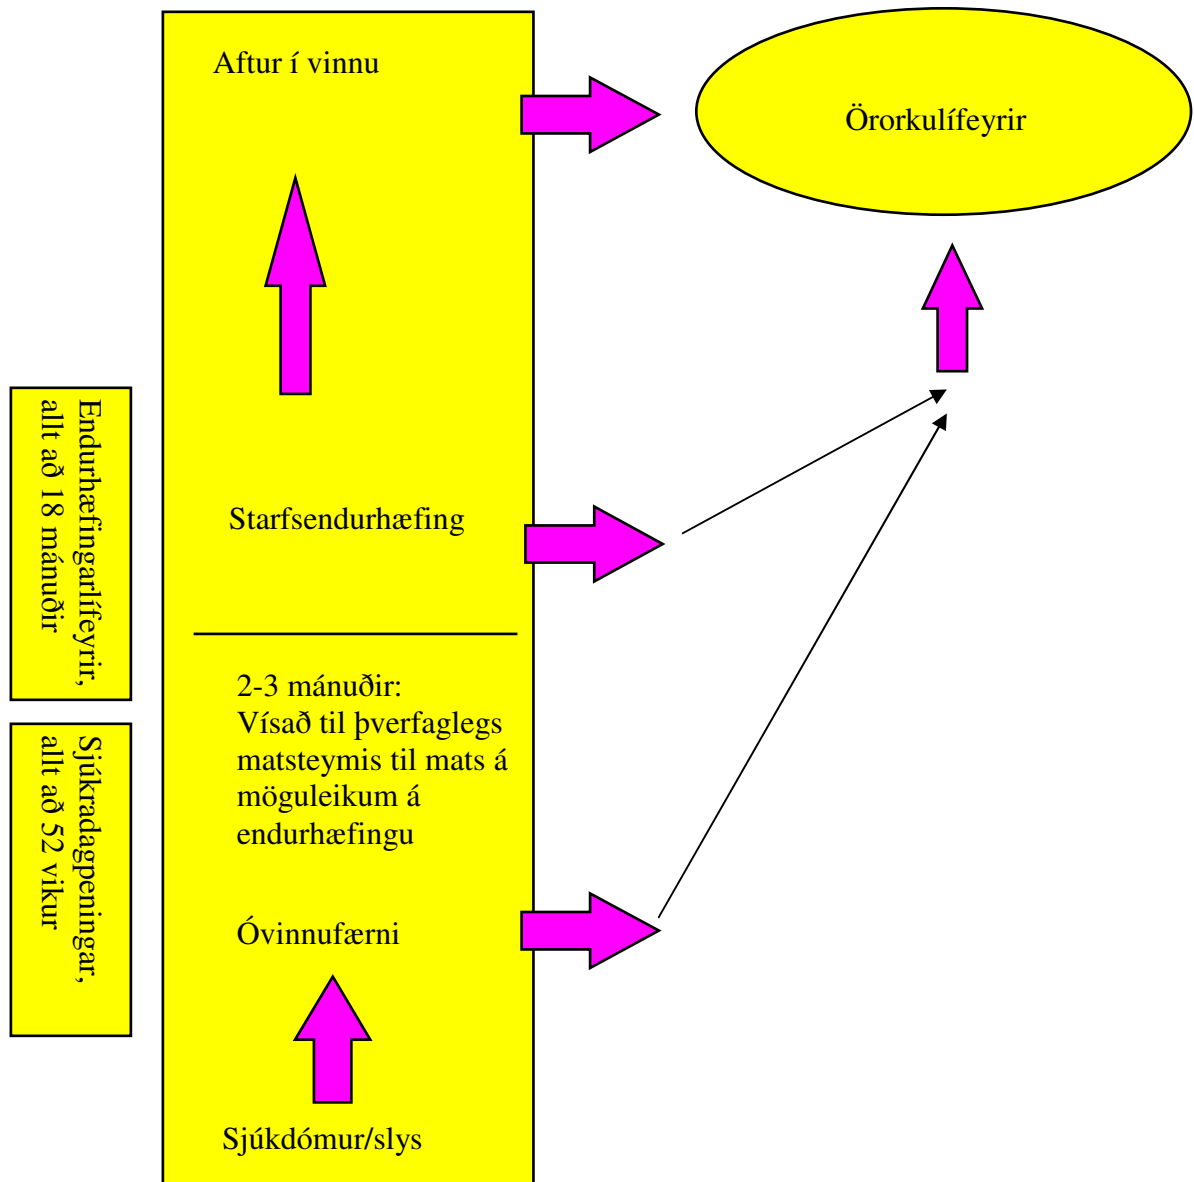 Aftur í vinnu
Örorkulífeyrir
Endurhæfingarlífeyrir,
allt að 18 mánuðir
Starfsendurhæfing
2-3 mánuðir:
Vísað til þverfaglegs
matsteymis til mats á
möguleikum á
endurhæfingu
Sjúkradagpeningar,
allt að 52 vikur
Óvinnufærni
Sjúkdómur/slys